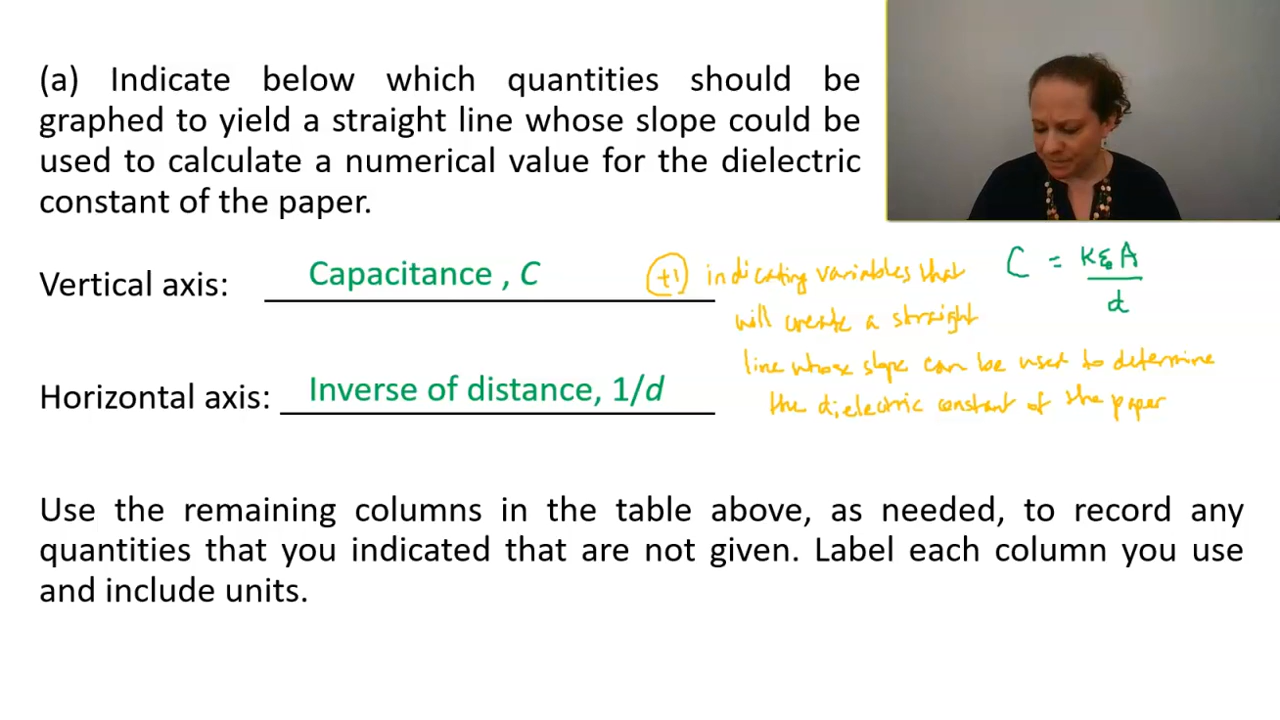 (a) Indicate below which quantities should be
graphed to yield a straight line whose slope could be
used to calculate a numerical value for the dielectric
constant of the paper.
Vertical axis: Capacitance , C
+1 indicating variables that
will create a straight
line whose slope can be used to determine
the dielectric constant of the paper
C = kε₀A
d
Horizontal axis: Inverse of distance, 1/d
Use the remaining columns in the table above, as needed, to record any
quantities that you indicated that are not given. Label each column you use
and include units.